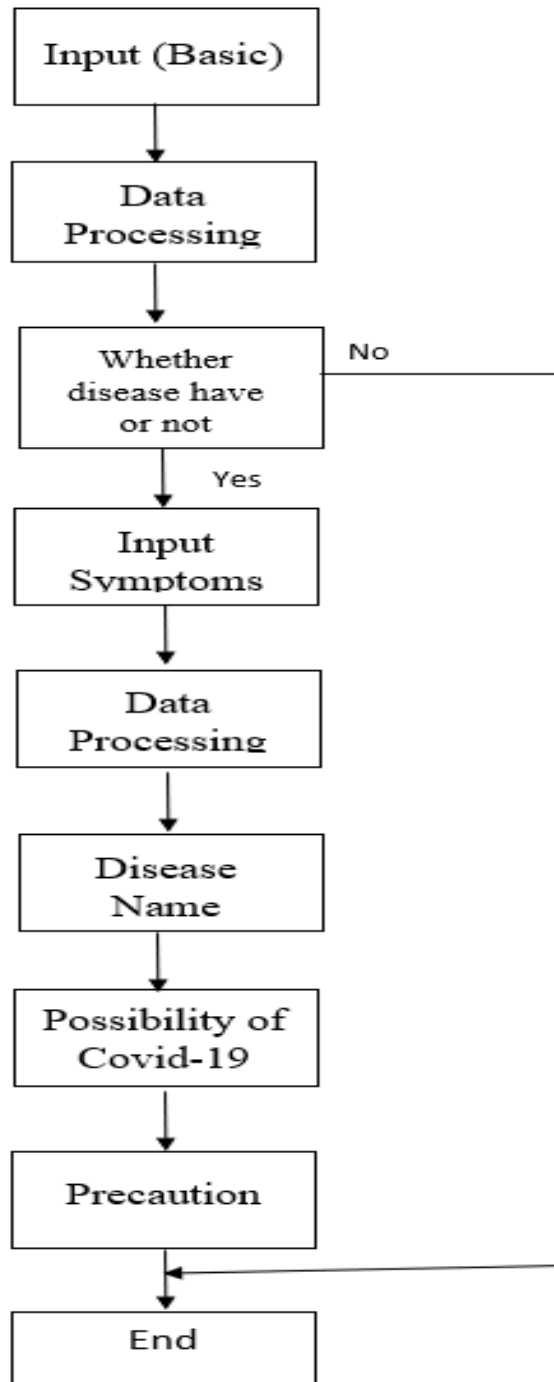 Input (Basic)
Data
Processing
Whether
disease have
or not
No
Yes
Input
Symptoms
Data
Processing
Disease
Name
Possibility of
Covid-19
Precaution
End